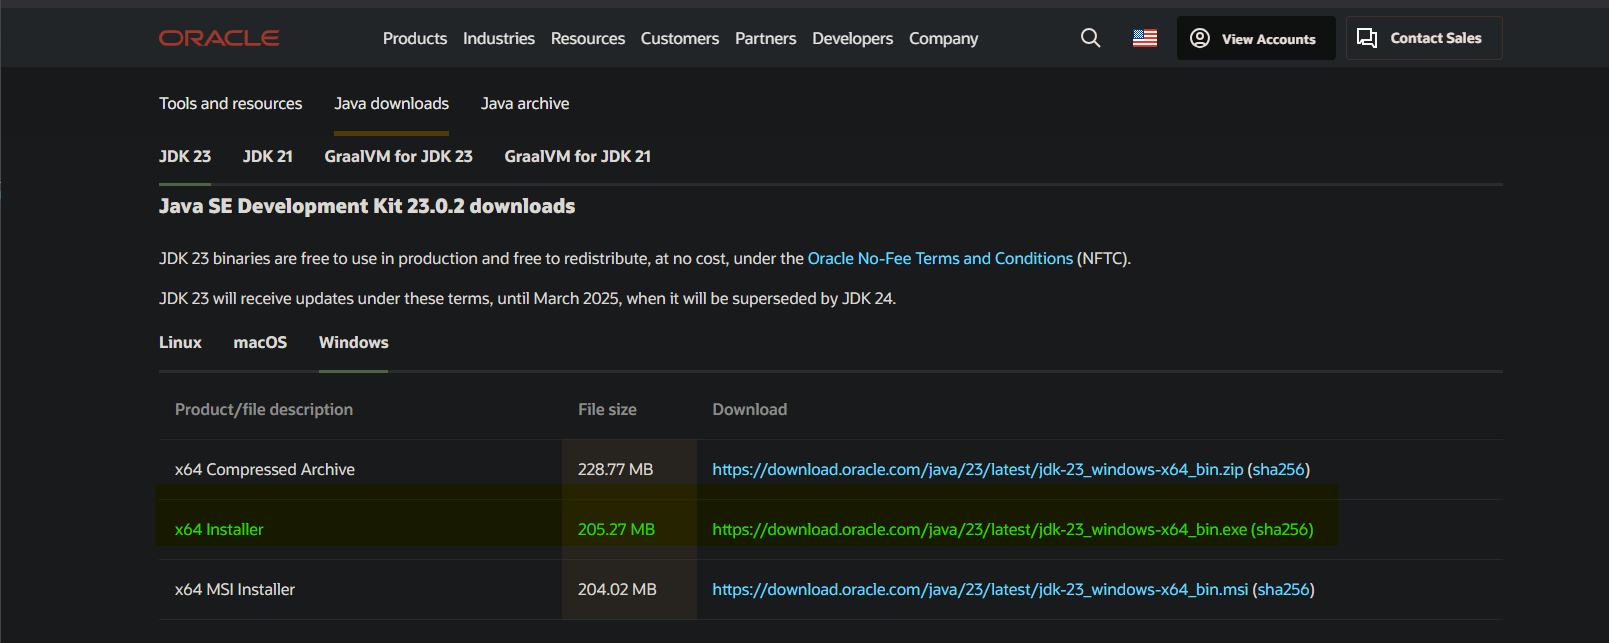 ORACLE Products Industries Resources Customers Partners Developers Company View Accounts Contact Sales
Tools and resources Java downloads Java archive
JDK 23 JDK 21 GraalVM for JDK 23 GraalVM for JDK 21
Java SE Development Kit 23.0.2 downloads
JDK 23 binaries are free to use in production and free to redistribute, at no cost, under the Oracle No-Fee Terms and Conditions (NFTC).
JDK 23 will receive updates under these terms, until March 2025, when it will be superseded by JDK 24.
Linux macOS Windows
Product/file description File size Download
x64 Compressed Archive 228.77 MB https://download.oracle.com/java/23/latest/jdk-23_windows-x64_bin.zip (sha256)
x64 Installer 205.27 MB https://download.oracle.com/java/23/latest/jdk-23_windows-x64_bin.exe (sha256)
x64 MSI Installer 204.02 MB https://download.oracle.com/java/23/latest/jdk-23_windows-x64_bin.msi (sha256)